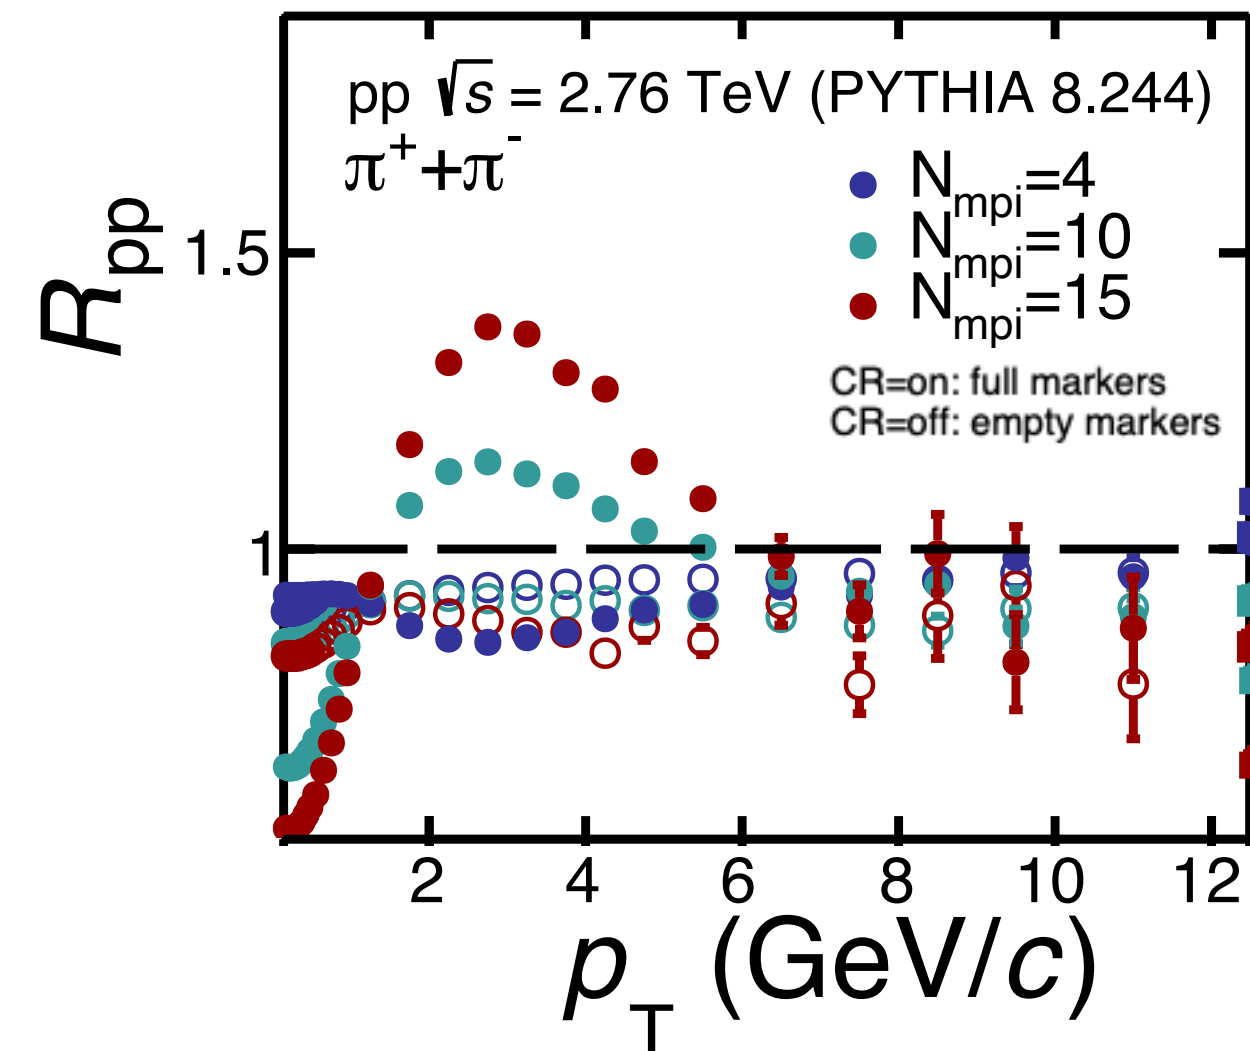 pp √s = 2.76 TeV (PYTHIA 8.244)
π⁺+π⁻
N_mpi=4
N_mpi=10
N_mpi=15
CR=on: full markers
CR=off: empty markers
R_pp
1.5
1
2 4 6 8 10 12
p_T (GeV/c)